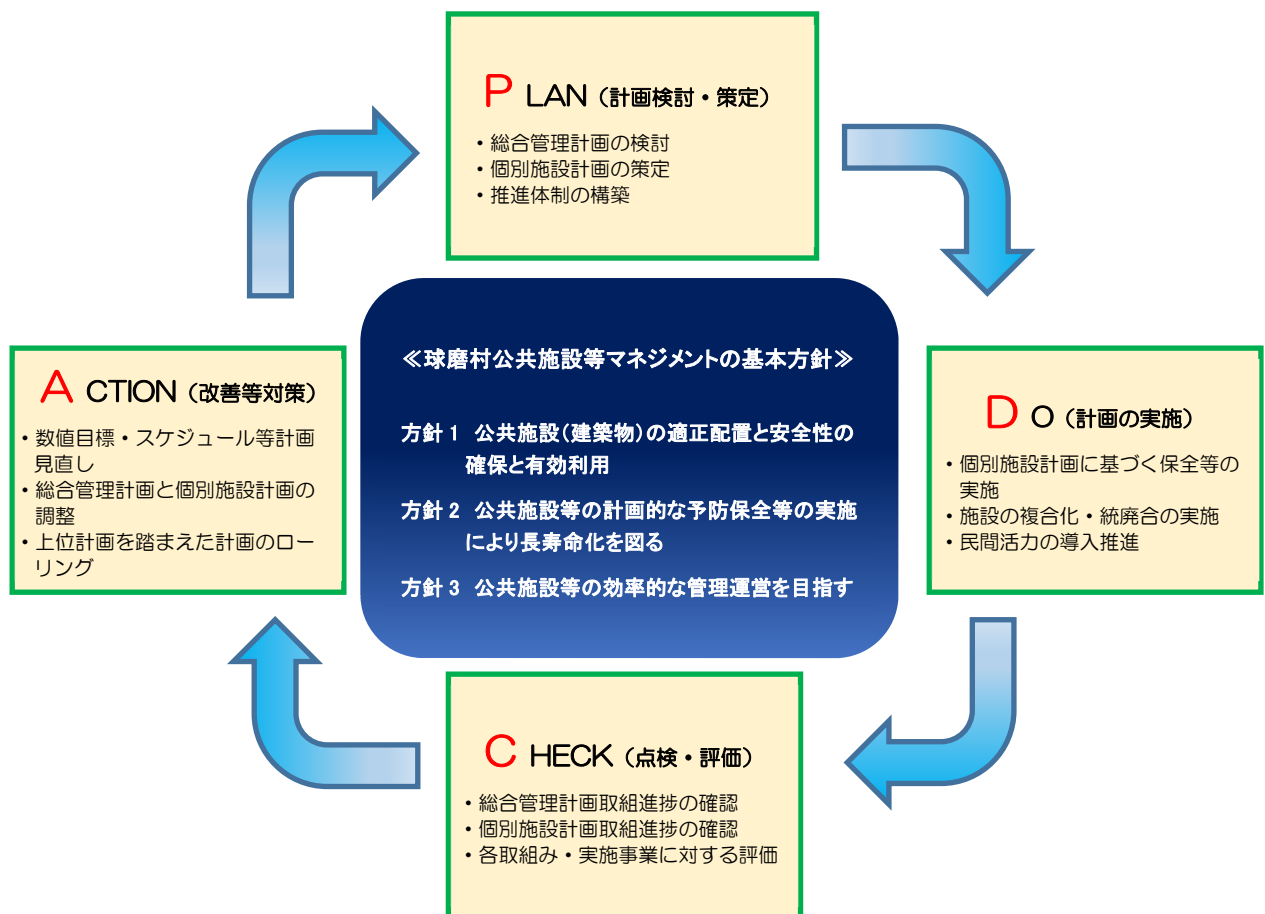 P LAN（計画検討・策定）
・総合管理計画の検討
・個別施設計画の策定
・推進体制の構築
≪球磨村公共施設等マネジメントの基本方針≫
方針 1 公共施設（建築物）の適正配置と安全性の
確保と有効利用
方針 2 公共施設等の計画的な予防保全等の実施
により長寿命化を図る
方針 3 公共施設等の効率的な管理運営を目指す
A CTION（改善等対策）
・数値目標・スケジュール等計画
見直し
・総合管理計画と個別施設計画の
調整
・上位計画を踏まえた計画のロー
リング
D O（計画の実施）
・個別施設計画に基づく保全等の
実施
・施設の複合化・統廃合の実施
・民間活力の導入推進
C HECK（点検・評価）
・総合管理計画取組進捗の確認
・個別施設計画取組進捗の確認
・各取組み・実施事業に対する評価